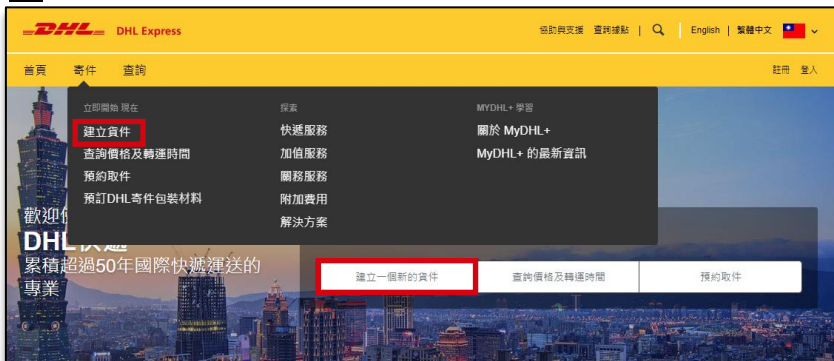 DHL DHL Express 協助與支援 查詢據點 | English | 繁體中文
首頁 寄件 查詢 註冊 登入
立即開始 現在 探索 MYDHL+ 學習
建立貨件 快遞服務 關於 MyDHL+
查詢價格及轉運時間 加值服務 MyDHL+ 的最新資訊
預約取件 關務服務
預訂DHL寄件包裝材料 附加費用
解決方案
歡迎
DHL快遞
累積超過50年國際快遞運送的
專業
建立一個新的貨件 查詢價格及轉運時間 預約取件